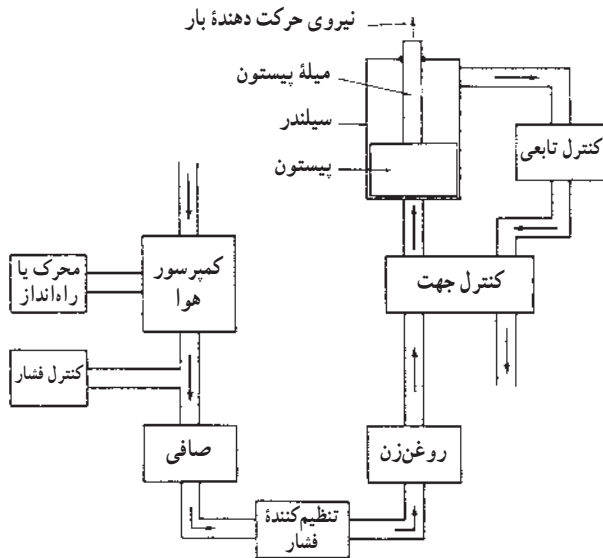 نیروی حرکت دهندهٔ بار
میلهٔ پیستون
سیلندر
پیستون
کنترل تابعی
کنترل جهت
کمپرسور
هوا
محرک یا
راه‌انداز
کنترل فشار
صافی
تنظیم‌کنندهٔ
فشار
روغن‌زن